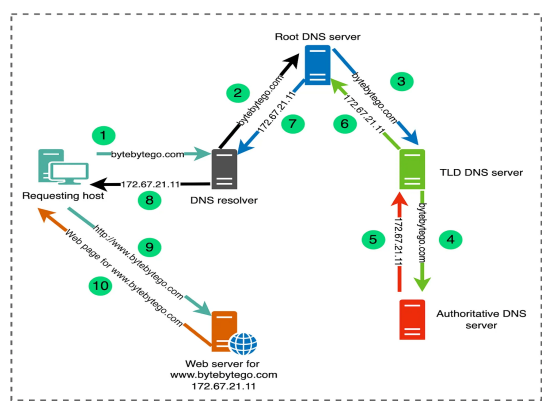 Root DNS server
2
bytebytego.com
172.67.21.11
7
bytebytego.com
3
172.67.21.11
6
1
bytebytego.com
172.67.21.11
8
Requesting host
DNS resolver
TLD DNS server
5
172.67.21.11
bytebytego.com
4
9
http://www.bytebytego.com
10
Web page for www.bytebytego.com
Authoritative DNS
server
Web server for
www.bytebytego.com
172.67.21.11